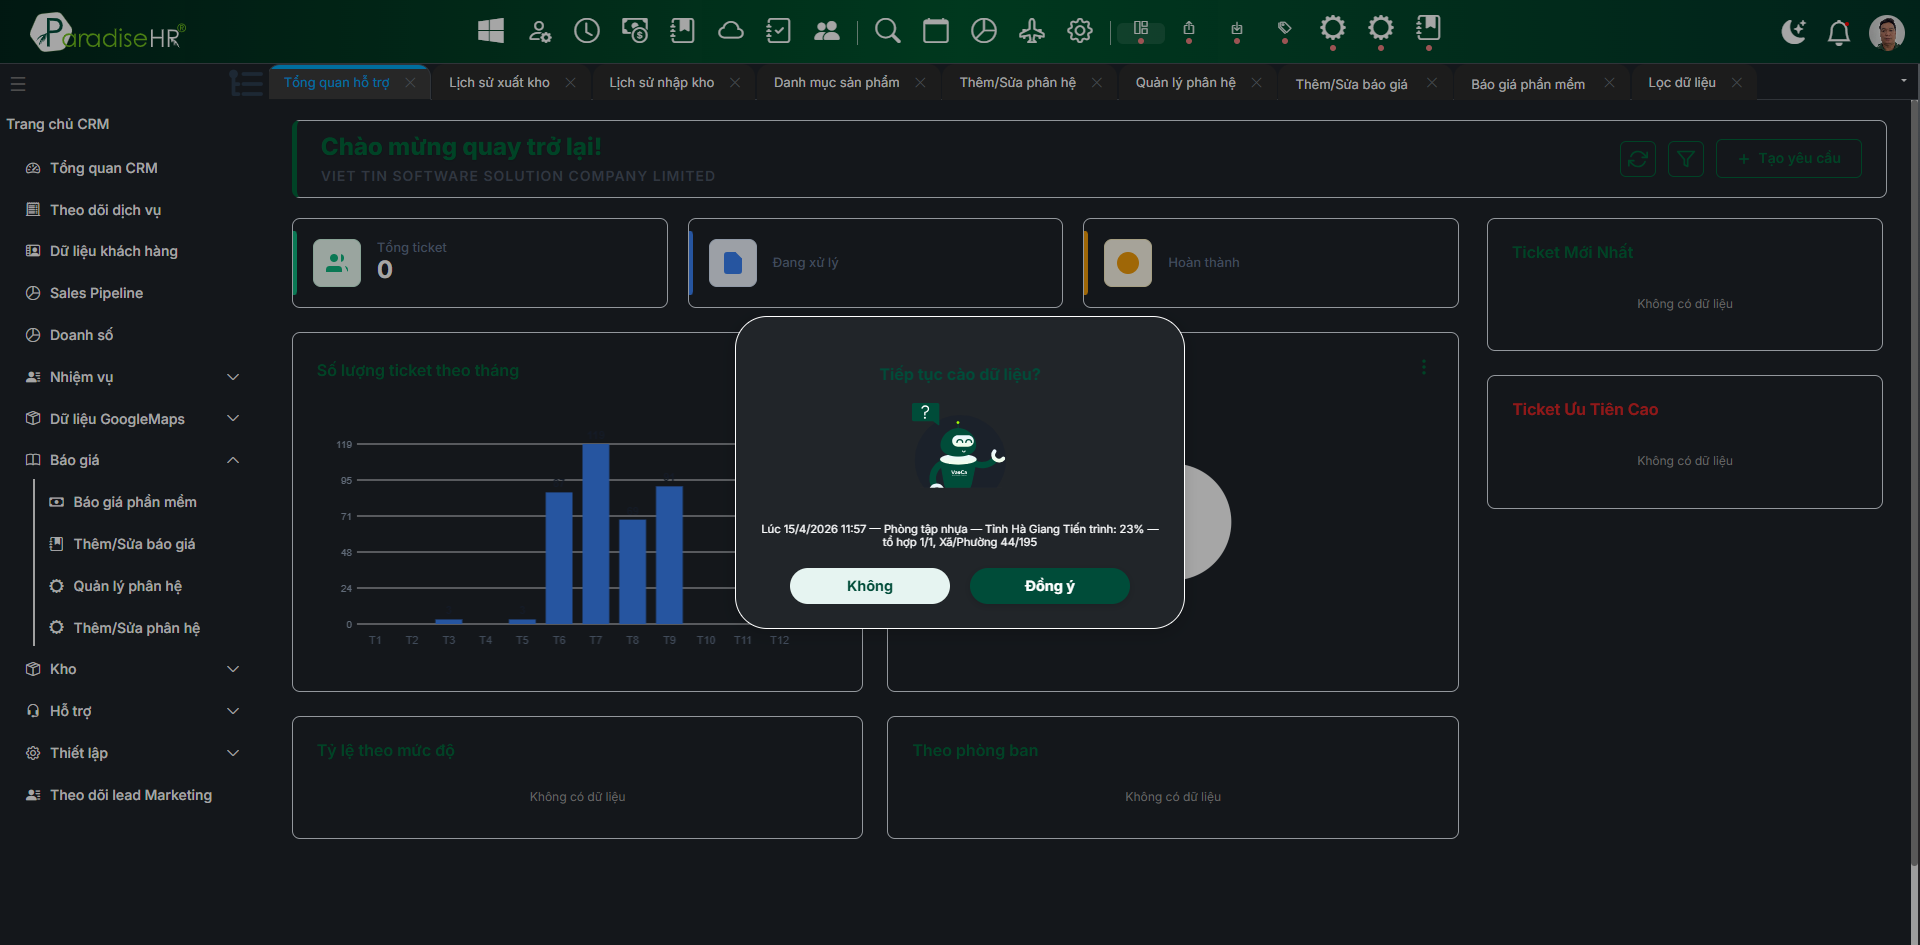 ParadiseHR®
Tổng quan hỗ trợ
Lịch sử xuất kho
Lịch sử nhập kho
Danh mục sản phẩm
Thêm/Sửa phân hệ
Quản lý phân hệ
Thêm/Sửa báo giá
Báo giá phần mềm
Lọc dữ liệu
Trang chủ CRM
Tổng quan CRM
Theo dõi dịch vụ
Dữ liệu khách hàng
Sales Pipeline
Doanh số
Nhiệm vụ
Dữ liệu GoogleMaps
Báo giá
Báo giá phần mềm
Thêm/Sửa báo giá
Quản lý phân hệ
Thêm/Sửa phân hệ
Kho
Hỗ trợ
Thiết lập
Theo dõi lead Marketing
Chào mừng quay trở lại!
VIET TIN SOFTWARE SOLUTION COMPANY LIMITED
+ Tạo yêu cầu
Tổng ticket
0
Đang xử lý
Hoàn thành
Ticket Mới Nhất
Không có dữ liệu
Ticket Ưu Tiên Cao
Không có dữ liệu
Số lượng ticket theo tháng
119
95
71
48
24
0
T1 T2 T3 T4 T5 T6 T7 T8 T9 T10 T11 T12
Tiếp tục cào dữ liệu?
?
VaoCa
Lúc 15/4/2026 11:57 — Phòng tập nhựa — Tỉnh Hà Giang Tiến trình: 23% —
tổ hợp 1/1, Xã/Phường 44/195
Không
Đồng ý
Tỷ lệ theo mức độ
Không có dữ liệu
Theo phòng ban
Không có dữ liệu